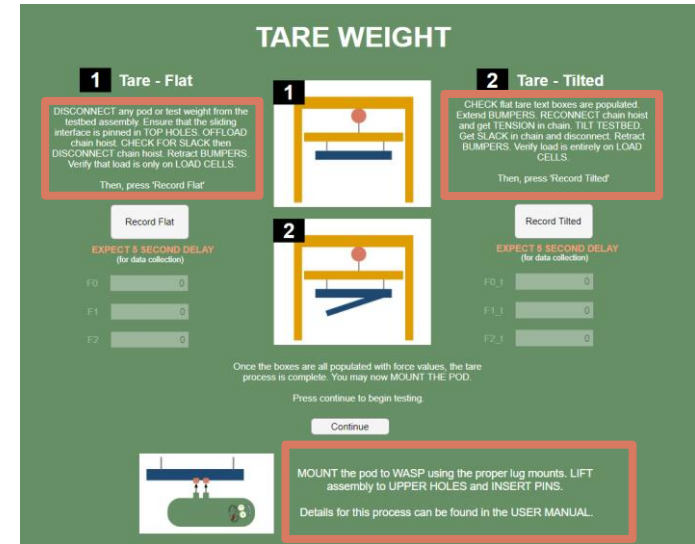 TARE WEIGHT
1 Tare - Flat
DISCONNECT any pod or test weight from the
testbed assembly. Ensure that the sliding
interface is pinned in TOP HOLES. OFFLOAD
chain hoist. CHECK FOR SLACK then
DISCONNECT chain hoist. Retract BUMPERS.
Verify that load is only on LOAD CELLS.
Then, press 'Record Flat'
Record Flat
EXPECT 5 SECOND DELAY
(for data collection)
F0 0
F1 0
F2 0
1
2
2 Tare - Tilted
CHECK flat tare text boxes are populated.
Extend BUMPERS. RECONNECT chain hoist
and get TENSION in chain. TILT TESTBED.
Get SLACK in chain and disconnect. Retract
BUMPERS. Verify load is entirely on LOAD
CELLS.
Then, press 'Record Tilted'
Record Tilted
EXPECT 5 SECOND DELAY
(for data collection)
F0_t 0
F1_t 0
F2_t 0
Once the boxes are all populated with force values, the tare
process is complete. You may now MOUNT THE POD.
Press continue to begin testing.
Continue
MOUNT the pod to WASP using the proper lug mounts. LIFT
assembly to UPPER HOLES and INSERT PINS.
Details for this process can be found in the USER MANUAL.